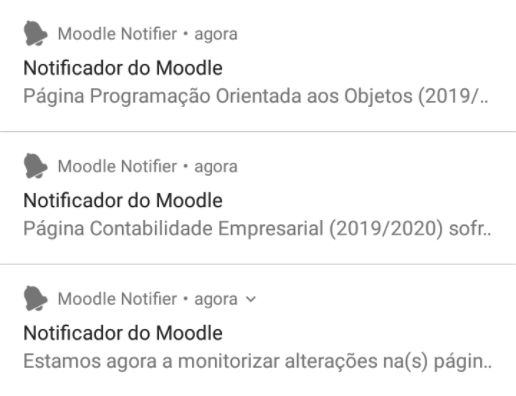 Moodle Notifier • agora
Notificador do Moodle
Página Programação Orientada aos Objetos (2019/..
Moodle Notifier • agora
Notificador do Moodle
Página Contabilidade Empresarial (2019/2020) sofr..
Moodle Notifier • agora
Notificador do Moodle
Estamos agora a monitorizar alterações na(s) págin..